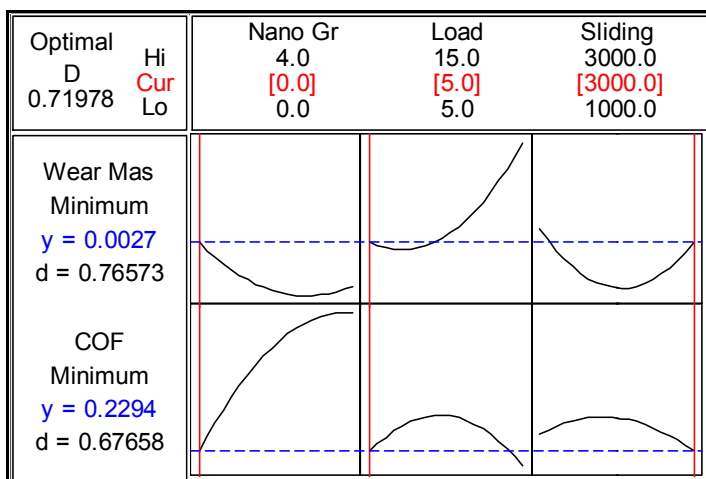 Optimal
D
0.71978
Hi
Cur
Lo
Nano Gr
4.0
[0.0]
0.0
Load
15.0
[5.0]
5.0
Sliding
3000.0
[3000.0]
1000.0
Wear Mas
Minimum
y = 0.0027
d = 0.76573
COF
Minimum
y = 0.2294
d = 0.67658